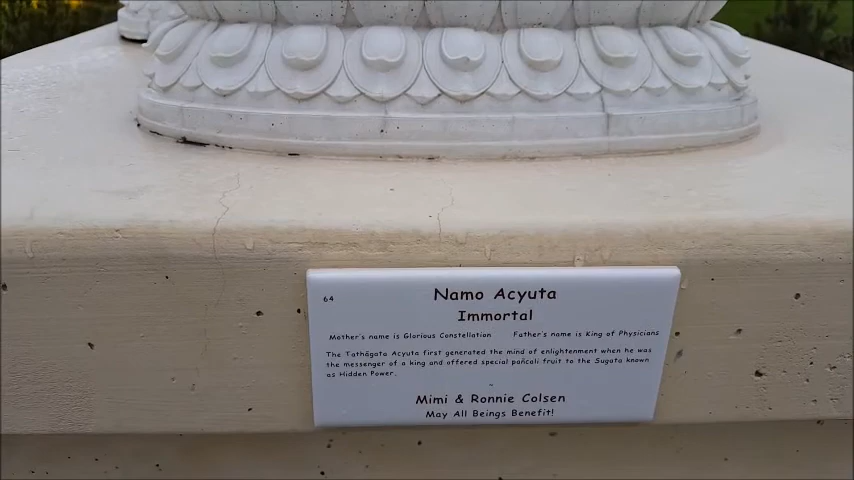 64
Namo Acyuta
Immortal
Mother's name is Glorious Constellation Father's name is King of Physicians
The Tathāgata Acyuta first generated the mind of enlightenment when he was
the messenger of a king and offered special pañcali fruit to the Sugata known
as Hidden Power.
Mimi & Ronnie Colsen
May All Beings Benefit